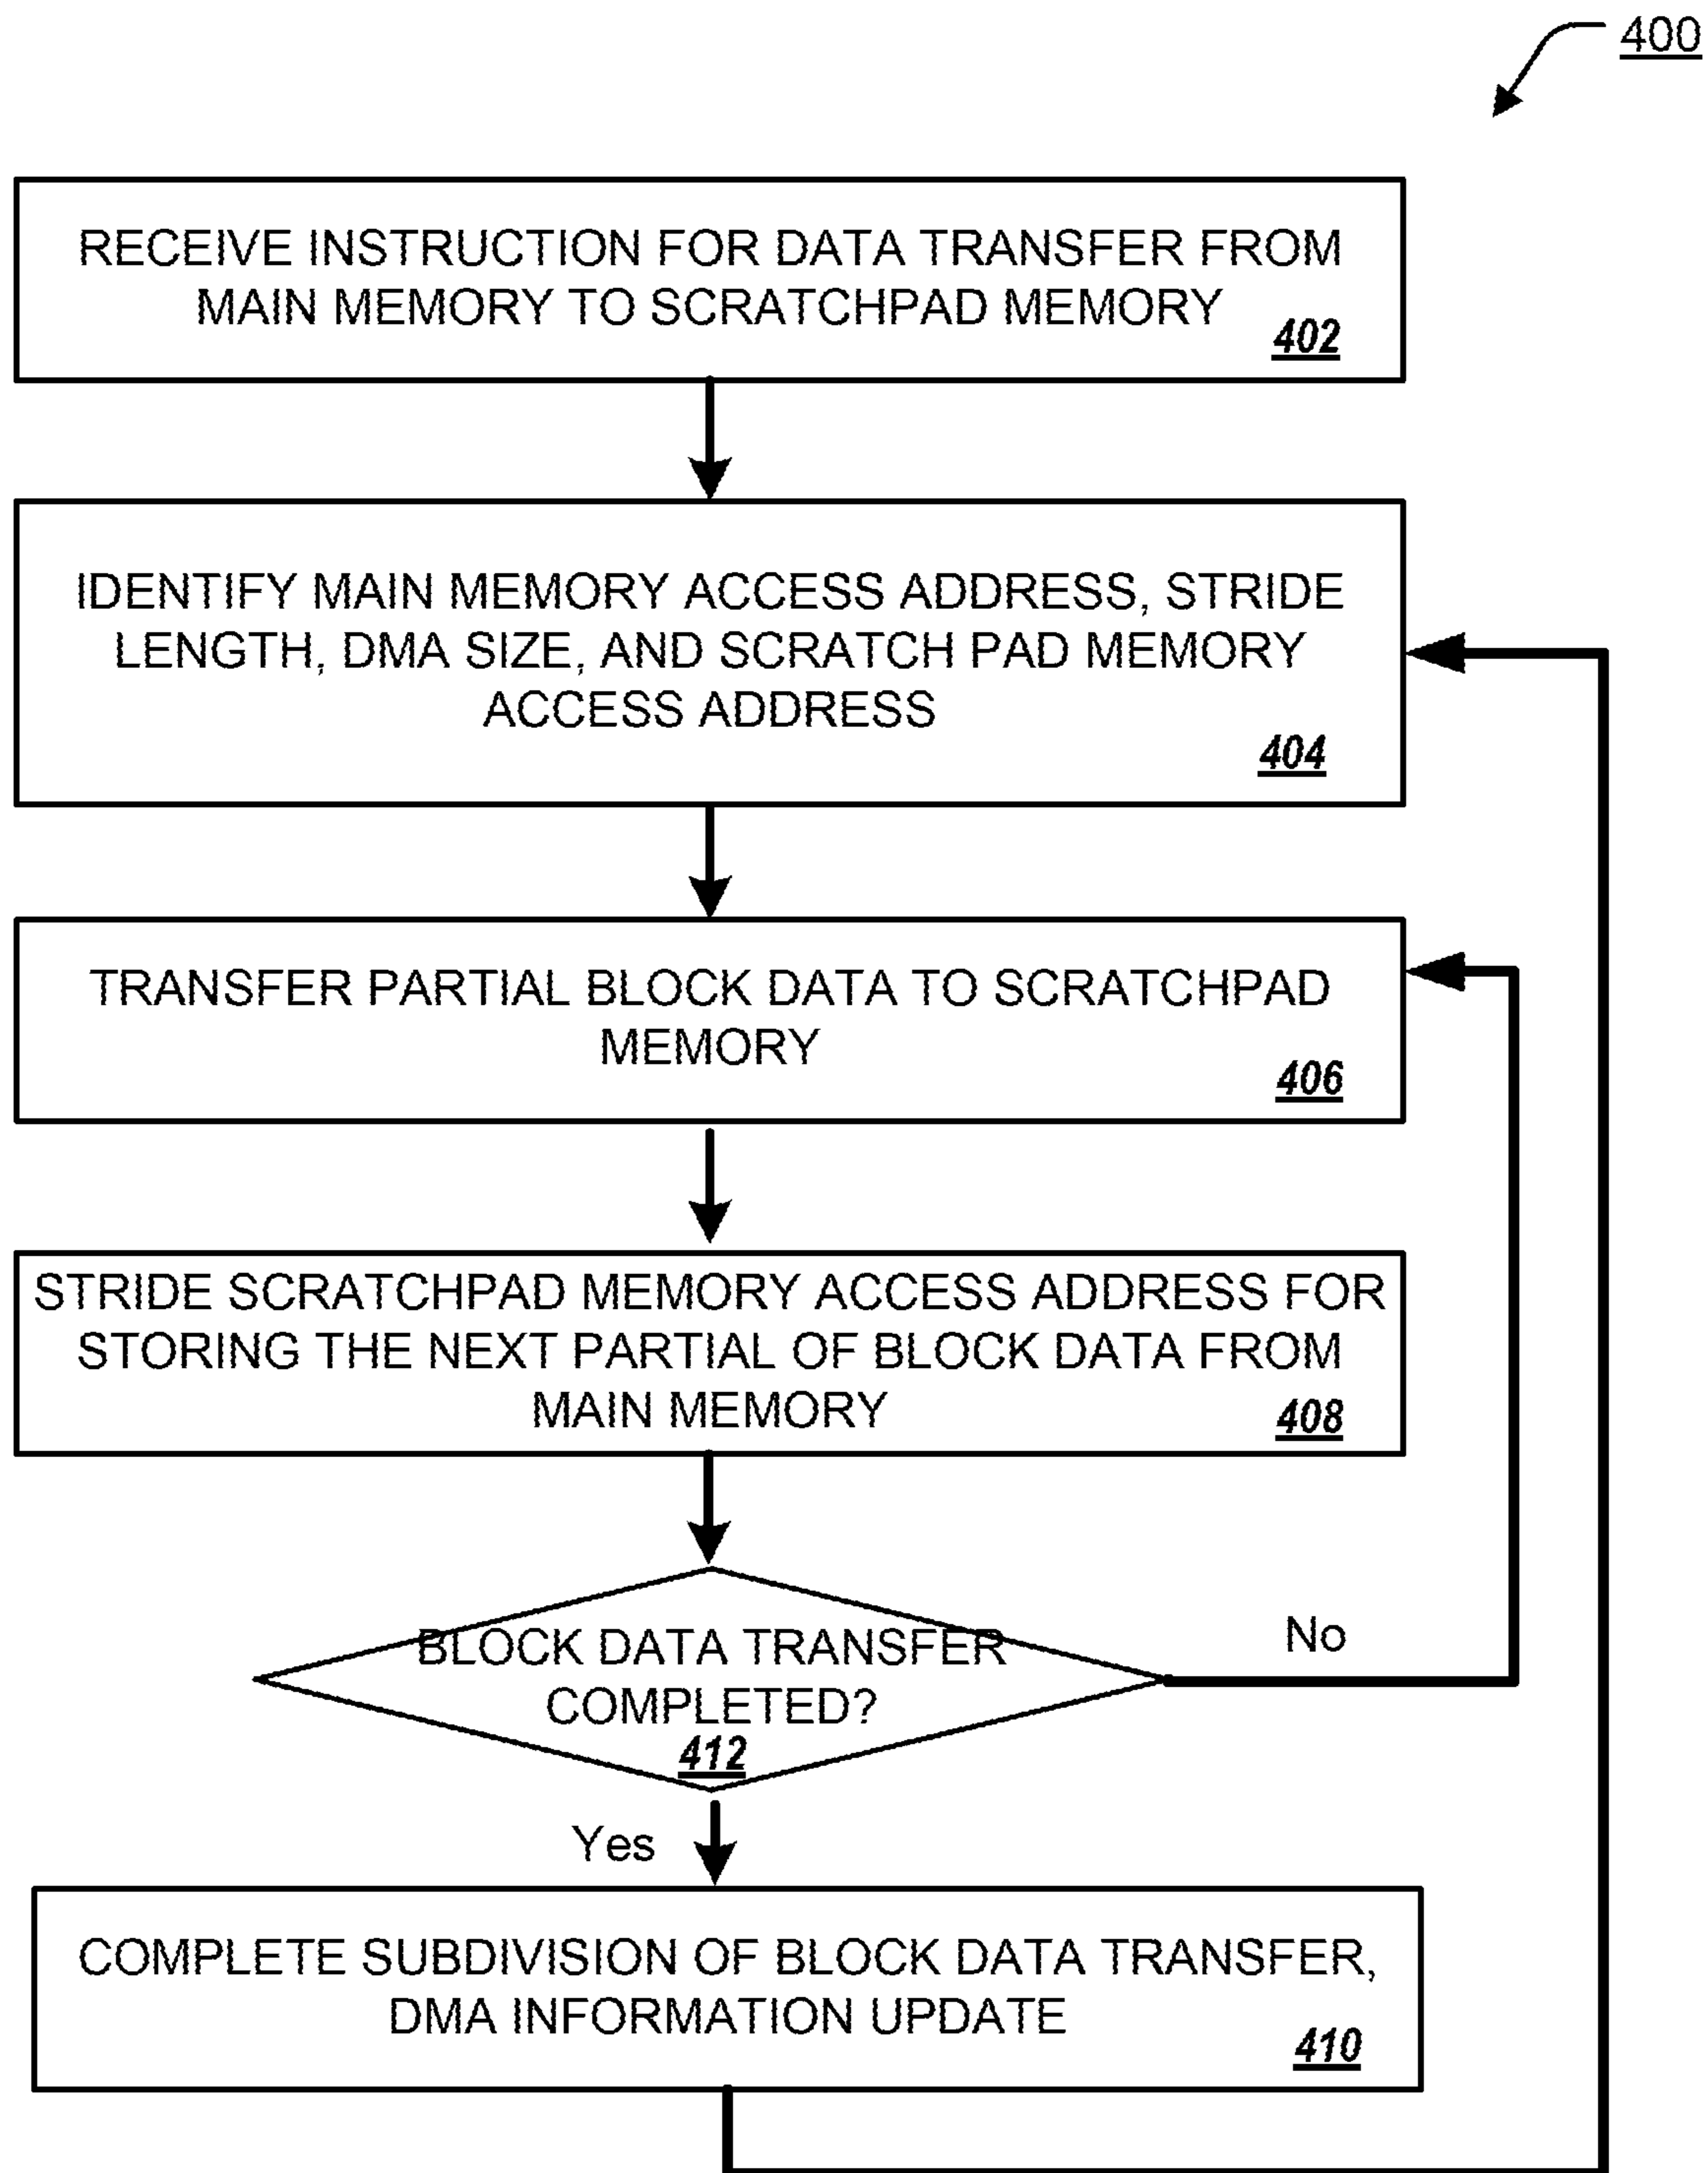 400
RECEIVE INSTRUCTION FOR DATA TRANSFER FROM
MAIN MEMORY TO SCRATCHPAD MEMORY
402
IDENTIFY MAIN MEMORY ACCESS ADDRESS, STRIDE
LENGTH, DMA SIZE, AND SCRATCH PAD MEMORY
ACCESS ADDRESS
404
TRANSFER PARTIAL BLOCK DATA TO SCRATCHPAD
MEMORY
406
STRIDE SCRATCHPAD MEMORY ACCESS ADDRESS FOR
STORING THE NEXT PARTIAL OF BLOCK DATA FROM
MAIN MEMORY
408
BLOCK DATA TRANSFER
COMPLETED?
412
No
Yes
COMPLETE SUBDIVISION OF BLOCK DATA TRANSFER,
DMA INFORMATION UPDATE
410